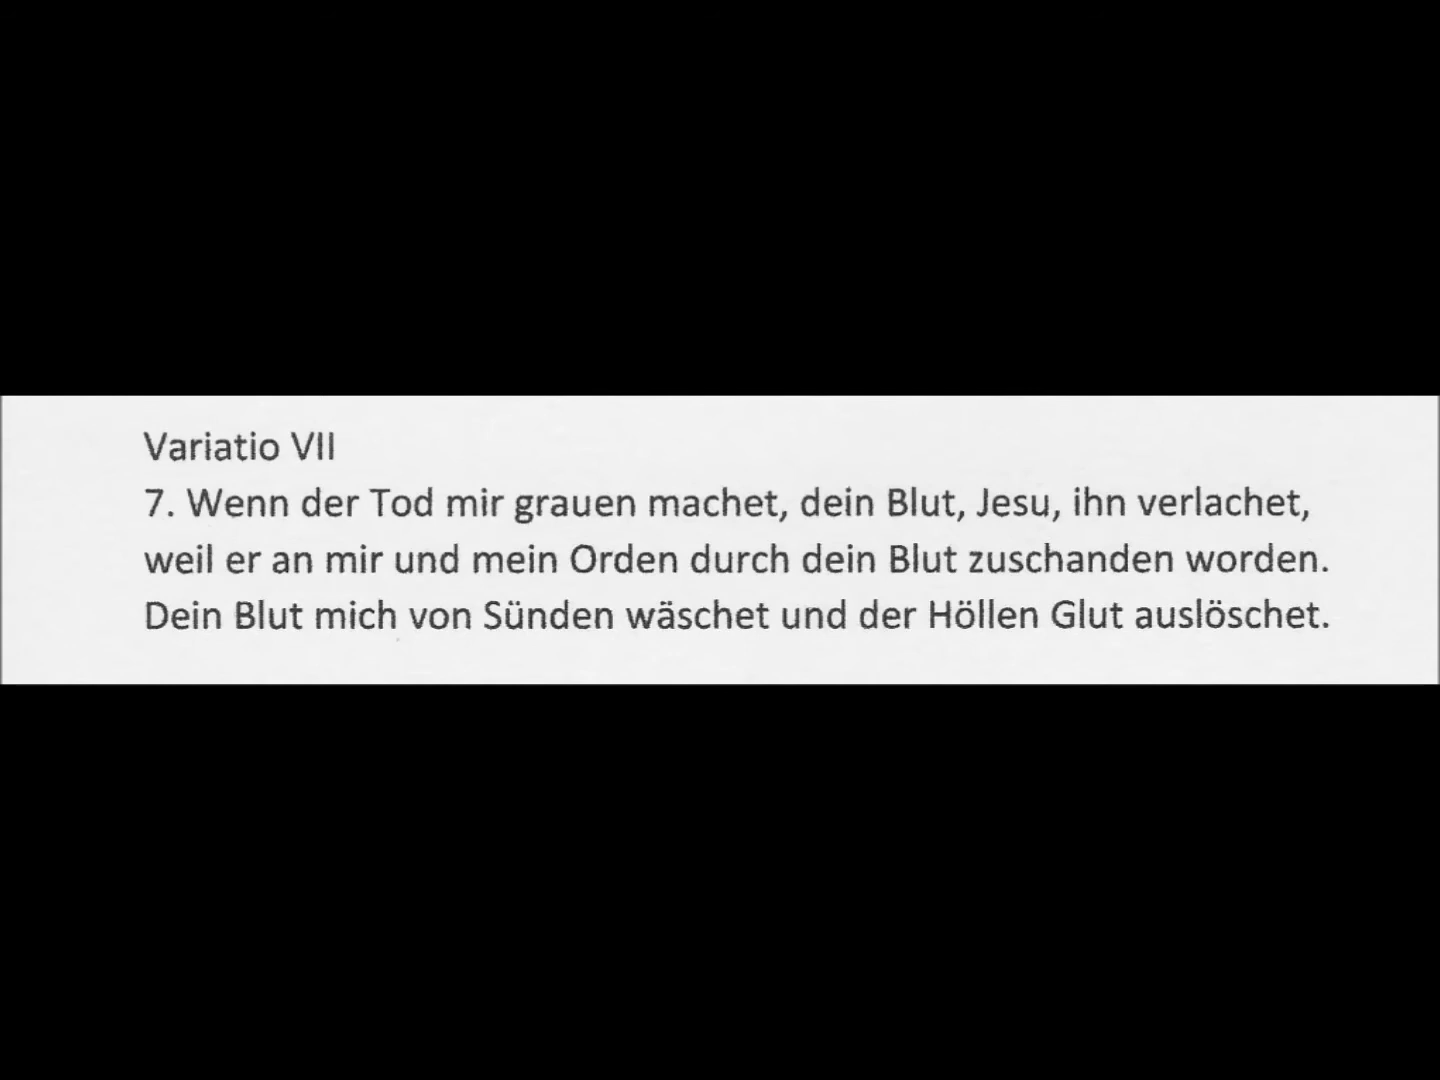 Variatio VII
7. Wenn der Tod mir grauen machet, dein Blut, Jesu, ihn verlachet,
weil er an mir und mein Orden durch dein Blut zuschanden worden.
Dein Blut mich von Sünden wäschet und der Höllen Glut auslöschet.